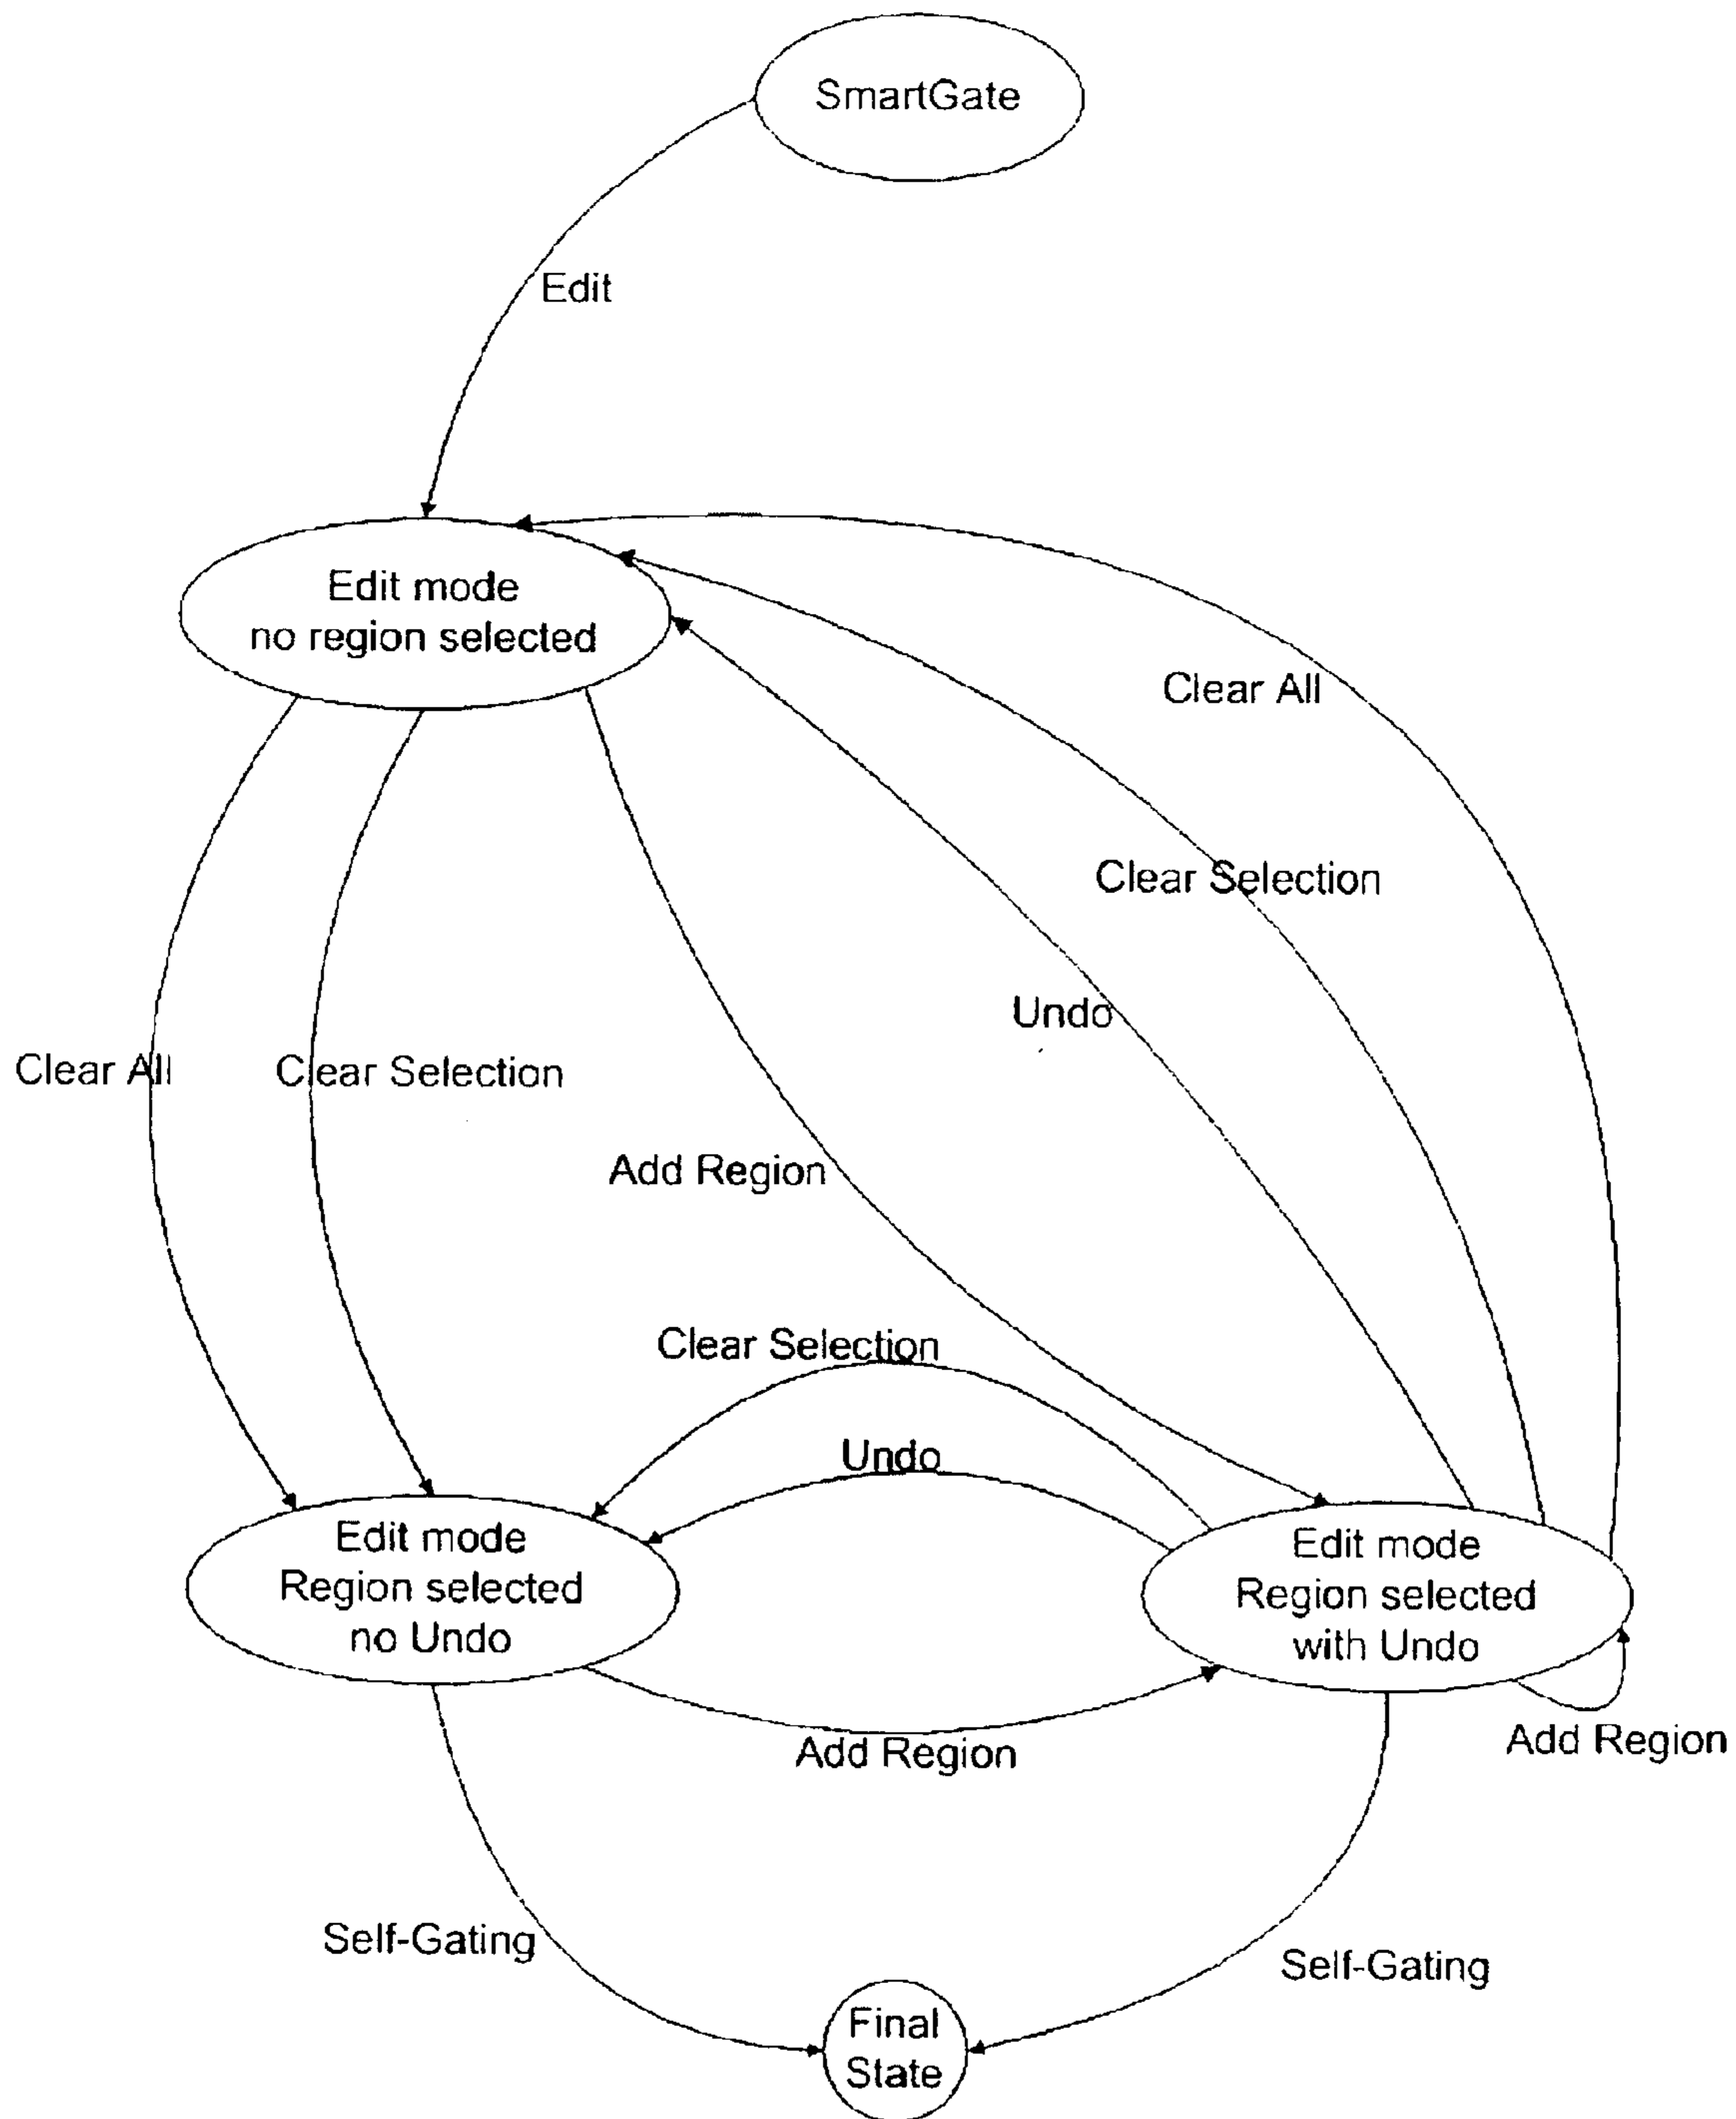 SmartGate
Edit
Edit mode
no region selected
Clear All
Clear Selection
Undo
Clear All
Clear Selection
Add Region
Clear Selection
Undo
Edit mode
Region selected
no Undo
Edit mode
Region selected
with Undo
Add Region
Add Region
Self-Gating
Self-Gating
Final
State